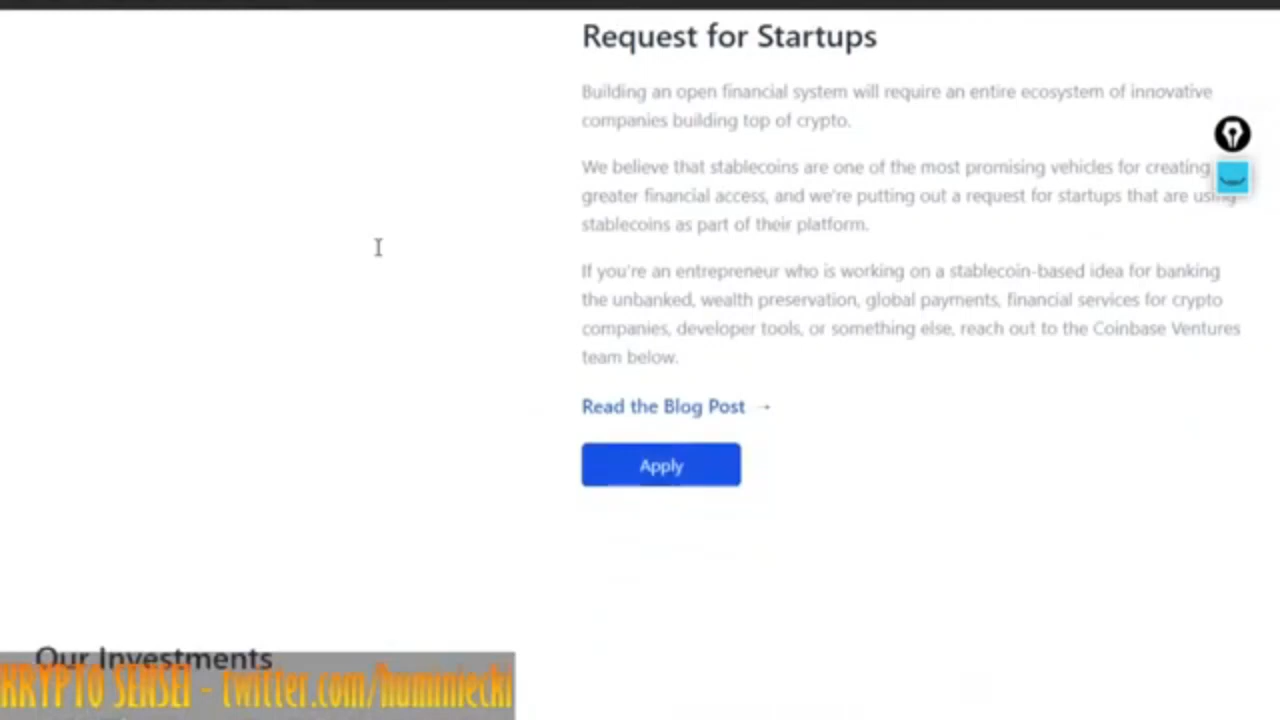 Request for Startups
Building an open financial system will require an entire ecosystem of innovative
companies building top of crypto.
We believe that stablecoins are one of the most promising vehicles for creating
greater financial access, and we're putting out a request for startups that are using
stablecoins as part of their platform.
If you're an entrepreneur who is working on a stablecoin-based idea for banking
the unbanked, wealth preservation, global payments, financial services for crypto
companies, developer tools, or something else, reach out to the Coinbase Ventures
team below.
Read the Blog Post →
Apply
Our Investments
KRYPTO SENSEI - twitter.com/huminiecki